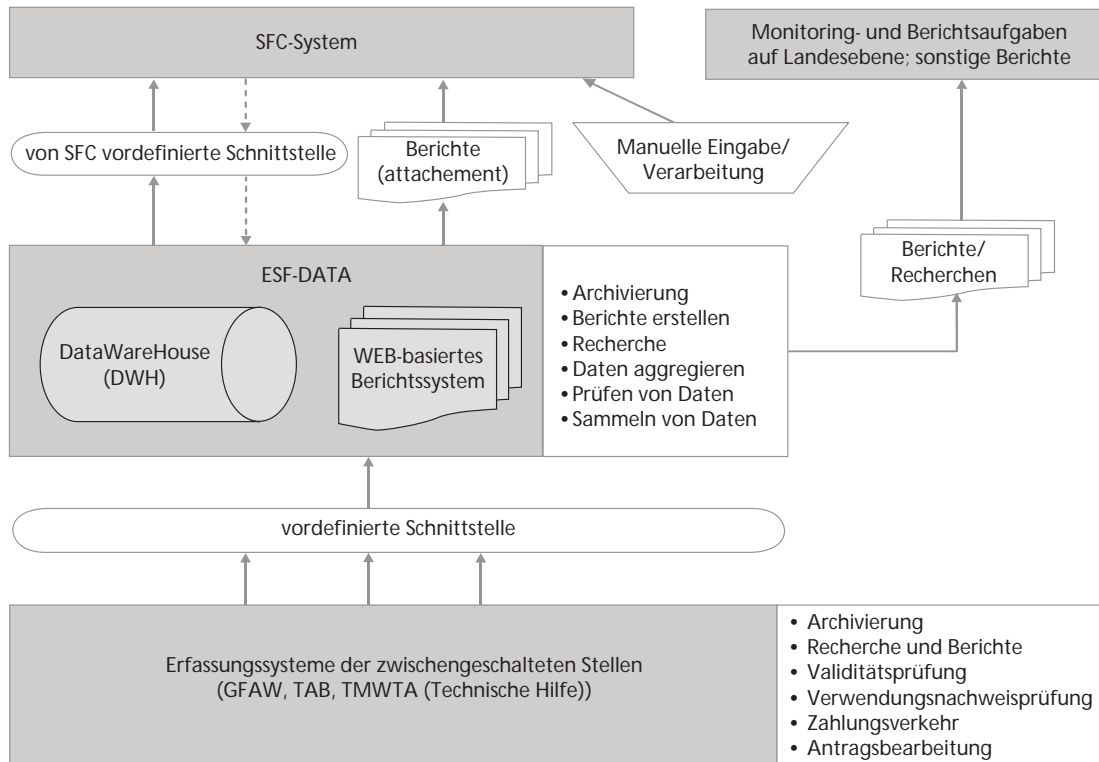 SFC-System
Monitoring- und Berichtsaufgaben
auf Landesebene; sonstige Berichte
von SFC vordefinierte Schnittstelle
Berichte
(attachement)
Manuelle Eingabe/
Verarbeitung
Berichte/
Recherchen
ESF-DATA
DataWareHouse
(DWH)
WEB-basiertes
Berichtssystem
• Archivierung
• Berichte erstellen
• Recherche
• Daten aggregieren
• Prüfen von Daten
• Sammeln von Daten
vordefinierte Schnittstelle
Erfassungssysteme der zwischengeschalteten Stellen
(GFAW, TAB, TMWTA (Technische Hilfe))
• Archivierung
• Recherche und Berichte
• Validitätsprüfung
• Verwendungsnachweisprüfung
• Zahlungsverkehr
• Antragsbearbeitung